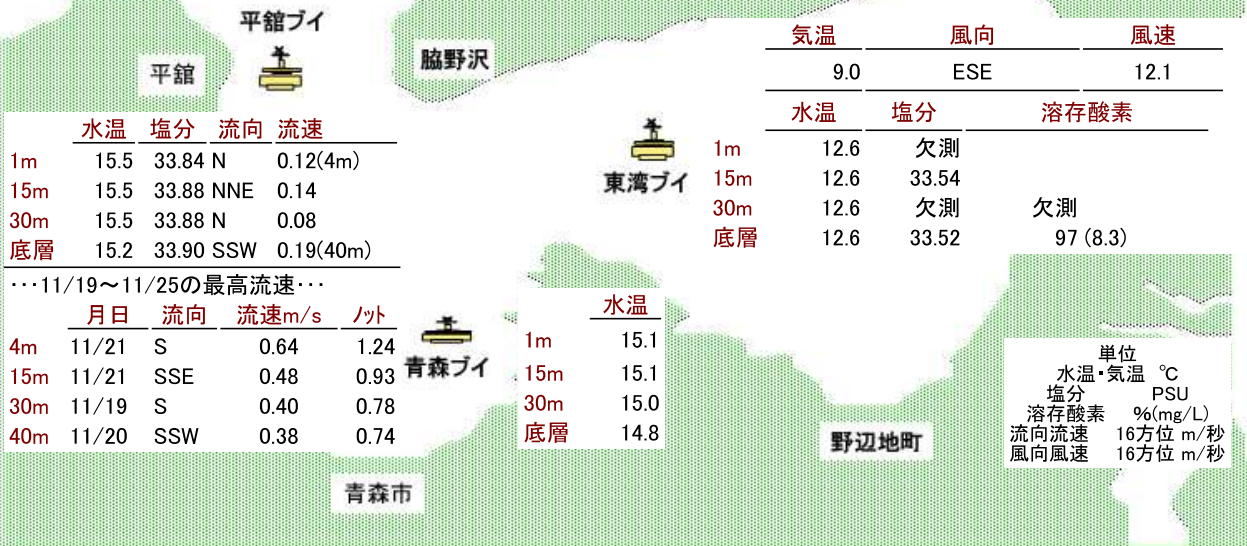 平舘ブイ
平舘
脇野沢
水温 塩分 流向 流速
1m 15.5 33.84 N 0.12(4m)
15m 15.5 33.88 NNE 0.14
30m 15.5 33.88 N 0.08
底層 15.2 33.90 SSW 0.19(40m)
･･･11/19～11/25の最高流速･･･
月日 流向 流速m/s ﾉｯﾄ
4m 11/21 S 0.64 1.24
15m 11/21 SSE 0.48 0.93
30m 11/19 S 0.40 0.78
40m 11/20 SSW 0.38 0.74
気温 風向 風速
9.0 ESE 12.1
東湾ブイ
水温 塩分 溶存酸素
1m 12.6 欠測
15m 12.6 33.54
30m 12.6 欠測 欠測
底層 12.6 33.52 97 (8.3)
青森ブイ
水温
1m 15.1
15m 15.1
30m 15.0
底層 14.8
青森市
野辺地町
単位
水温･気温 ℃
塩分 PSU
溶存酸素 %(mg/L)
流向流速 16方位 m/秒
風向風速 16方位 m/秒